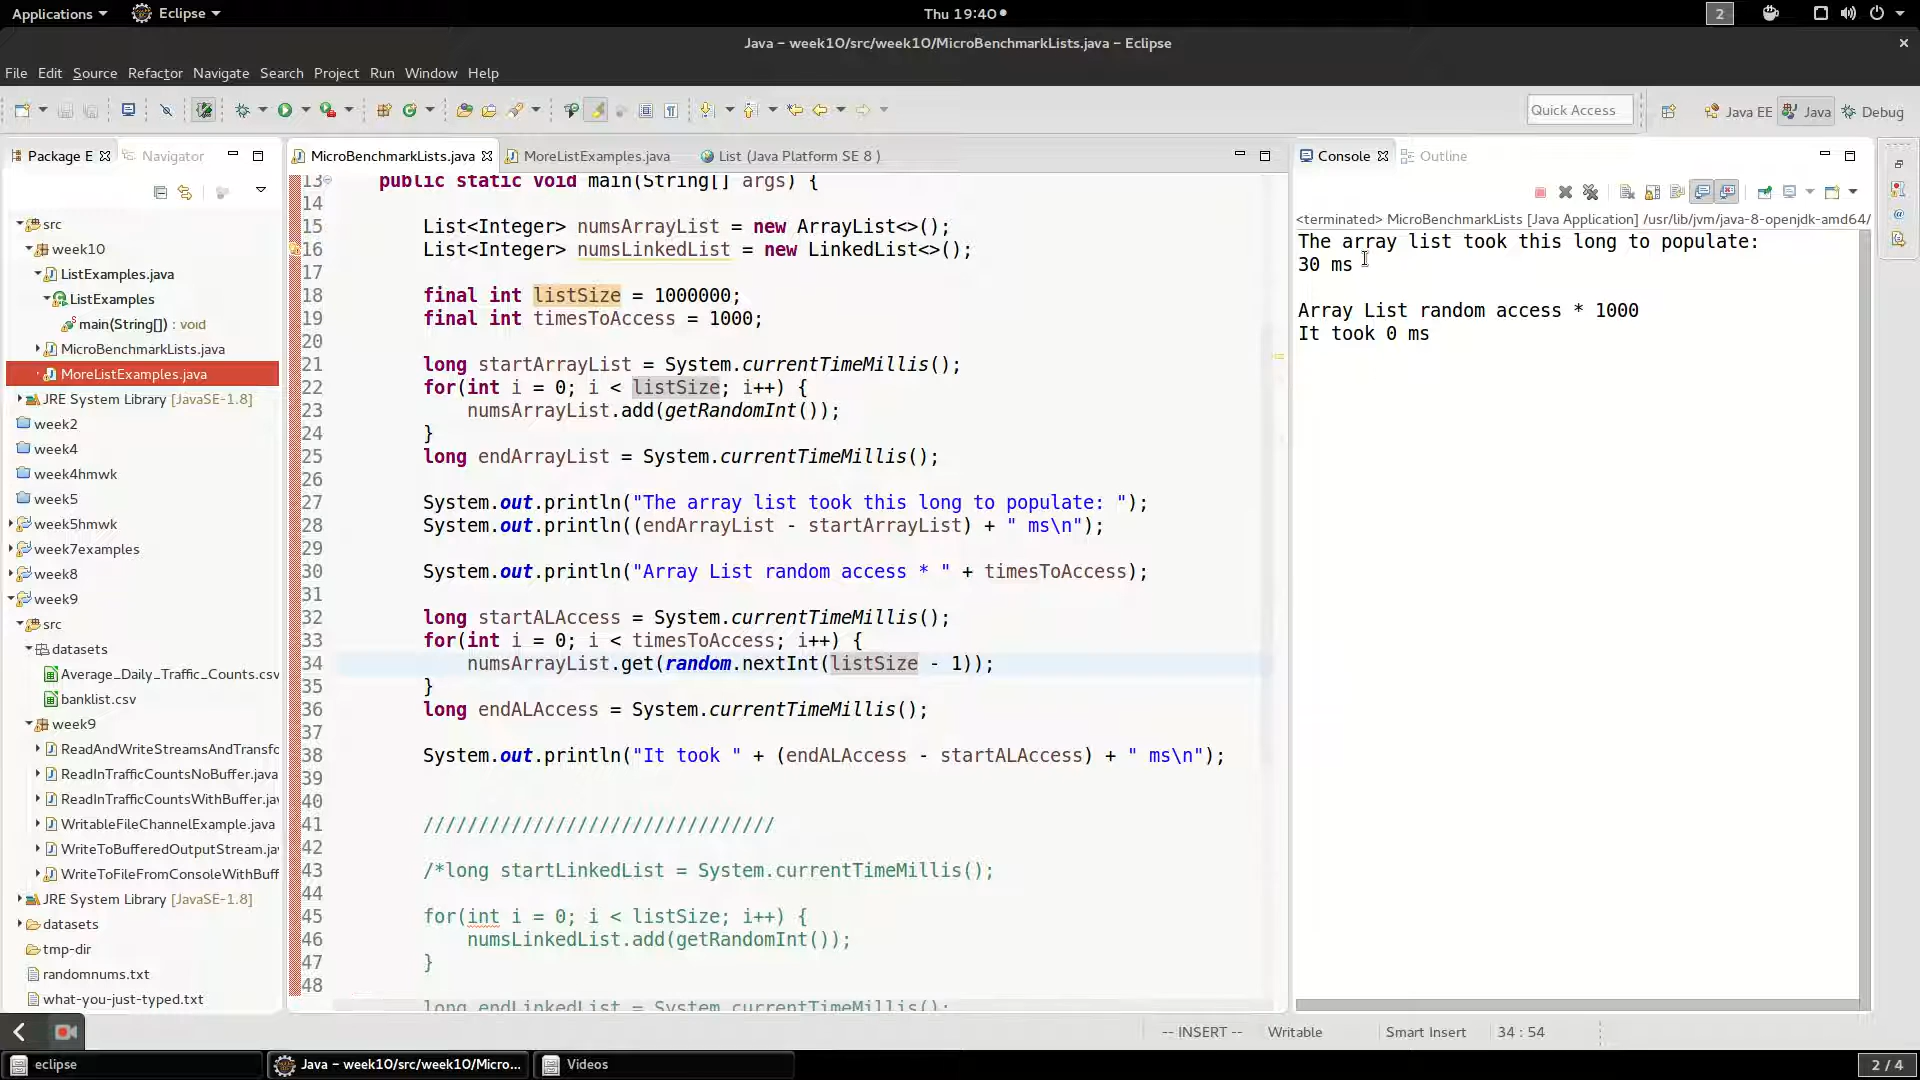 Applications
Eclipse
Thu 19:40
2
Java – week10/src/week10/MicroBenchmarkLists.java – Eclipse
File Edit Source Refactor Navigate Search Project Run Window Help
Quick Access
Java EE
Java
Debug
Package E
Navigator
src
week10
ListExamples.java
ListExamples
main(String[]) : void
MicroBenchmarkLists.java
MoreListExamples.java
JRE System Library [JavaSE-1.8]
week2
week4
week4hmwk
week5
week5hmwk
week7examples
week8
week9
src
datasets
Average_Daily_Traffic_Counts.csv
banklist.csv
week9
ReadAndWriteStreamsAndTransfo
ReadInTrafficCountsNoBuffer.java
ReadInTrafficCountsWithBuffer.jav
WritableFileChannelExample.java
WriteToBufferedOutputStream.jav
WriteToFileFromConsoleWithBuff
JRE System Library [JavaSE-1.8]
datasets
tmp-dir
randomnums.txt
what-you-just-typed.txt
MicroBenchmarkLists.java
MoreListExamples.java
List (Java Platform SE 8 )
13 public static void main(String[] args) {
14
15 List<Integer> numsArrayList = new ArrayList<>();
16 List<Integer> numsLinkedList = new LinkedList<>();
17
18 final int listSize = 1000000;
19 final int timesToAccess = 1000;
20
21 long startArrayList = System.currentTimeMillis();
22 for(int i = 0; i < listSize; i++) {
23 numsArrayList.add(getRandomInt());
24 }
25 long endArrayList = System.currentTimeMillis();
26
27 System.out.println("The array list took this long to populate: ");
28 System.out.println((endArrayList - startArrayList) + " ms\n");
29
30 System.out.println("Array List random access * " + timesToAccess);
31
32 long startALAccess = System.currentTimeMillis();
33 for(int i = 0; i < timesToAccess; i++) {
34 numsArrayList.get(random.nextInt(listSize - 1));
35 }
36 long endALAccess = System.currentTimeMillis();
37
38 System.out.println("It took " + (endALAccess - startALAccess) + " ms\n");
39
40
41 ////////////////////////////////
42
43 /*long startLinkedList = System.currentTimeMillis();
44
45 for(int i = 0; i < listSize; i++) {
46 numsLinkedList.add(getRandomInt());
47 }
48
long endLinkedList = System.currentTimeMillis();
Console
Outline
<terminated> MicroBenchmarkLists [Java Application] /usr/lib/jvm/java-8-openjdk-amd64/
The array list took this long to populate:
30 ms
Array List random access * 1000
It took 0 ms
-- INSERT --
Writable
Smart Insert
34 : 54
eclipse
Java – week10/src/week10/Micro...
Videos
2 / 4